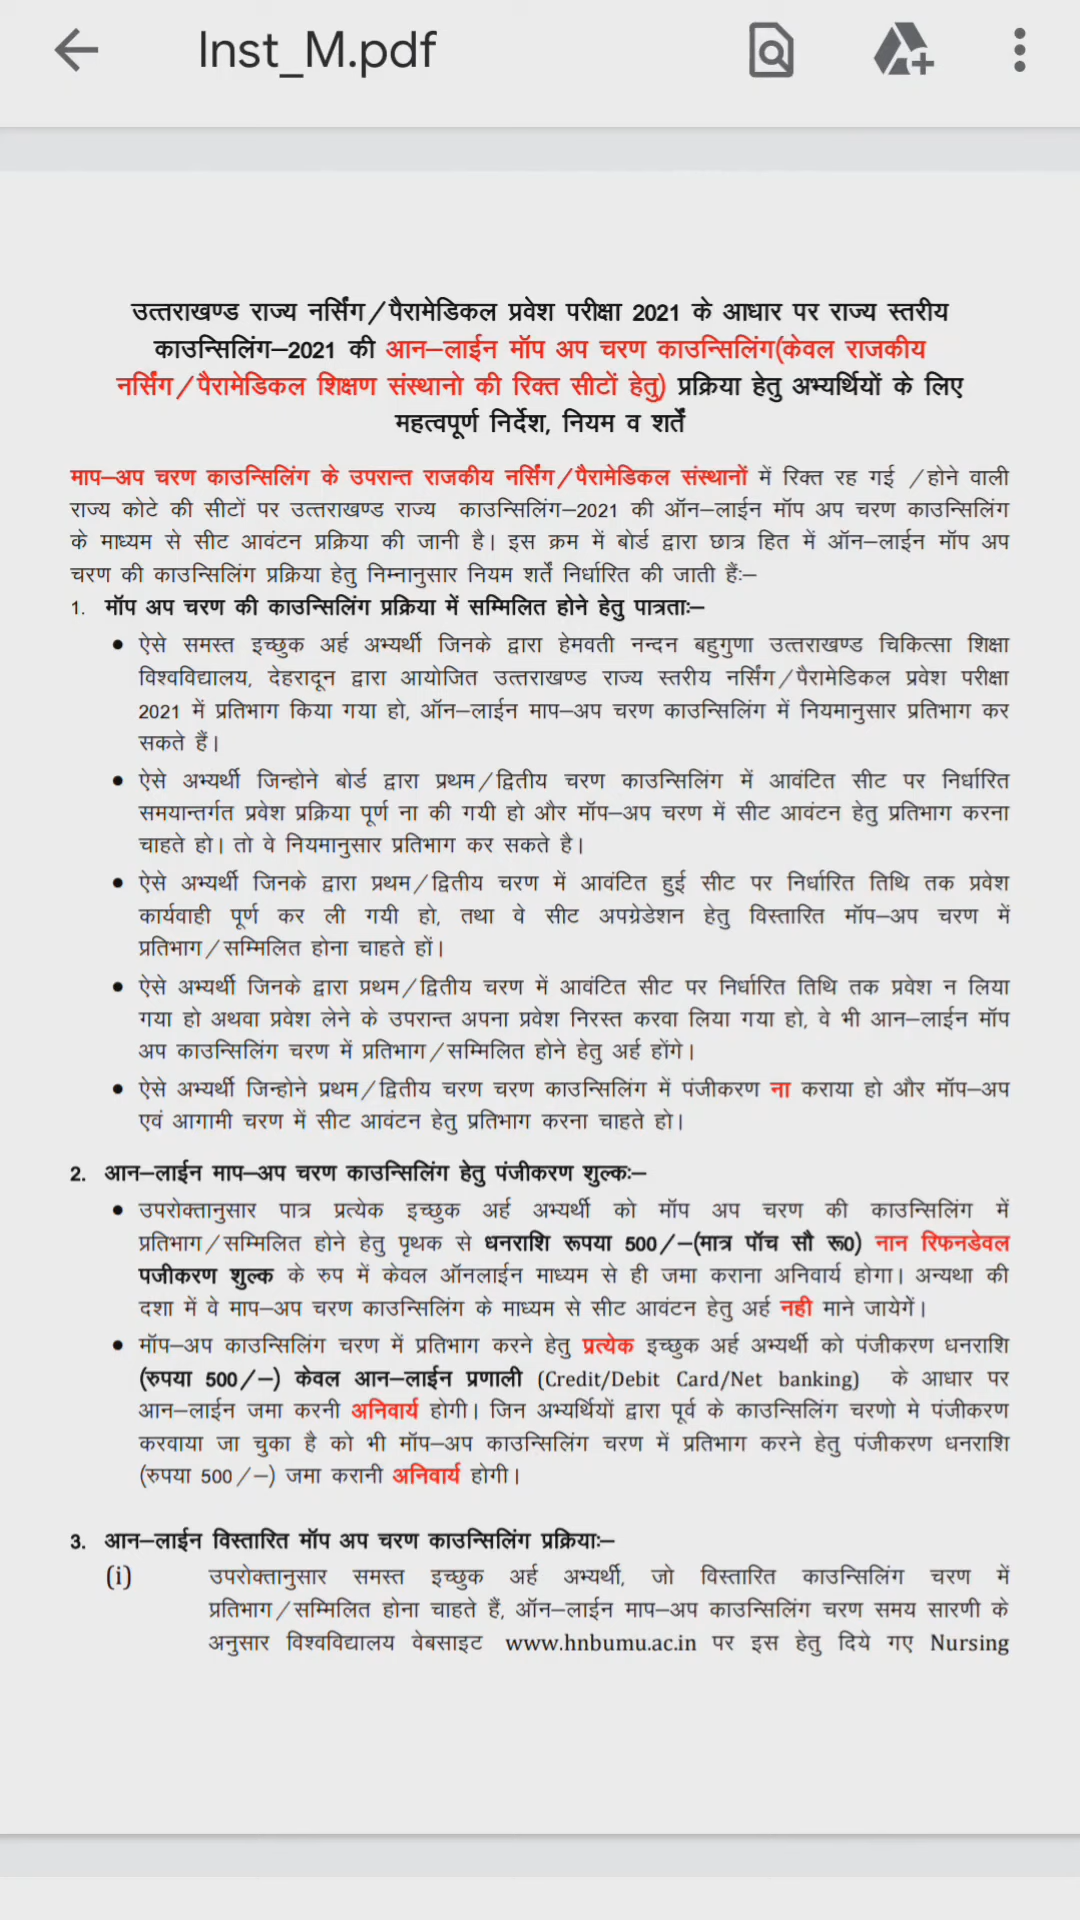 Inst_M.pdf
उत्तराखण्ड राज्य नर्सिंग/पैरामेडिकल प्रवेश परीक्षा 2021 के आधार पर राज्य स्तरीय
काउन्सिलिंग–2021 की आन–लाईन मॉप अप चरण काउन्सिलिंग(केवल राजकीय
नर्सिंग/पैरामेडिकल शिक्षण संस्थानो की रिक्त सीटों हेतु) प्रक्रिया हेतु अभ्यर्थियों के लिए
महत्वपूर्ण निर्देश, नियम व शर्तें
माप–अप चरण काउन्सिलिंग के उपरान्त राजकीय नर्सिंग/पैरामेडिकल संस्थानों में रिक्त रह गई /होने वाली
राज्य कोटे की सीटों पर उत्तराखण्ड राज्य काउन्सिलिंग–2021 की ऑन–लाईन मॉप अप चरण काउन्सिलिंग
के माध्यम से सीट आवंटन प्रक्रिया की जानी है। इस क्रम में बोर्ड द्वारा छात्र हित में ऑन–लाईन मॉप अप
चरण की काउन्सिलिंग प्रक्रिया हेतु निम्नानुसार नियम शर्तें निर्धारित की जाती हैंः–
1. मॉप अप चरण की काउन्सिलिंग प्रक्रिया में सम्मिलित होने हेतु पात्रताः–
• ऐसे समस्त इच्छुक अर्ह अभ्यर्थी जिनके द्वारा हेमवती नन्दन बहुगुणा उत्तराखण्ड चिकित्सा शिक्षा
विश्वविद्यालय, देहरादून द्वारा आयोजित उत्तराखण्ड राज्य स्तरीय नर्सिंग/पैरामेडिकल प्रवेश परीक्षा
2021 में प्रतिभाग किया गया हो, ऑन–लाईन माप–अप चरण काउन्सिलिंग में नियमानुसार प्रतिभाग कर
सकते हैं।
• ऐसे अभ्यर्थी जिन्होने बोर्ड द्वारा प्रथम/द्वितीय चरण काउन्सिलिंग में आवंटित सीट पर निर्धारित
समयान्तर्गत प्रवेश प्रक्रिया पूर्ण ना की गयी हो और मॉप–अप चरण में सीट आवंटन हेतु प्रतिभाग करना
चाहते हो। तो वे नियमानुसार प्रतिभाग कर सकते है।
• ऐसे अभ्यर्थी जिनके द्वारा प्रथम/द्वितीय चरण में आवंटित हुई सीट पर निर्धारित तिथि तक प्रवेश
कार्यवाही पूर्ण कर ली गयी हो, तथा वे सीट अपग्रेडेशन हेतु विस्तारित मॉप–अप चरण में
प्रतिभाग/सम्मिलित होना चाहते हों।
• ऐसे अभ्यर्थी जिनके द्वारा प्रथम/द्वितीय चरण में आवंटित सीट पर निर्धारित तिथि तक प्रवेश न लिया
गया हो अथवा प्रवेश लेने के उपरान्त अपना प्रवेश निरस्त करवा लिया गया हो, वे भी आन–लाईन मॉप
अप काउन्सिलिंग चरण में प्रतिभाग/सम्मिलित होने हेतु अर्ह होंगे।
• ऐसे अभ्यर्थी जिन्होने प्रथम/द्वितीय चरण चरण काउन्सिलिंग में पंजीकरण ना कराया हो और मॉप–अप
एवं आगामी चरण में सीट आवंटन हेतु प्रतिभाग करना चाहते हो।
2. आन–लाईन माप–अप चरण काउन्सिलिंग हेतु पंजीकरण शुल्कः–
• उपरोक्तानुसार पात्र प्रत्येक इच्छुक अर्ह अभ्यर्थी को मॉप अप चरण की काउन्सिलिंग में
प्रतिभाग/सम्मिलित होने हेतु पृथक से धनराशि रूपया 500/–(मात्र पॉच सौ रू0) नान रिफनडेवल
पजीकरण शुल्क के रुप में केवल ऑनलाईन माध्यम से ही जमा कराना अनिवार्य होगा। अन्यथा की
दशा में वे माप–अप चरण काउन्सिलिंग के माध्यम से सीट आवंटन हेतु अर्ह नही माने जायेगें।
• मॉप–अप काउन्सिलिंग चरण में प्रतिभाग करने हेतु प्रत्येक इच्छुक अर्ह अभ्यर्थी को पंजीकरण धनराशि
(रुपया 500/–) केवल आन–लाईन प्रणाली (Credit/Debit Card/Net banking) के आधार पर
आन–लाईन जमा करनी अनिवार्य होगी। जिन अभ्यर्थियों द्वारा पूर्व के काउन्सिलिंग चरणो मे पंजीकरण
करवाया जा चुका है को भी मॉप–अप काउन्सिलिंग चरण में प्रतिभाग करने हेतु पंजीकरण धनराशि
(रुपया 500/–) जमा करानी अनिवार्य होगी।
3. आन–लाईन विस्तारित मॉप अप चरण काउन्सिलिंग प्रक्रियाः–
(i) उपरोक्तानुसार समस्त इच्छुक अर्ह अभ्यर्थी, जो विस्तारित काउन्सिलिंग चरण में
प्रतिभाग/सम्मिलित होना चाहते हैं, ऑन–लाईन माप–अप काउन्सिलिंग चरण समय सारणी के
अनुसार विश्वविद्यालय वेबसाइट www.hnbumu.ac.in पर इस हेतु दिये गए Nursing